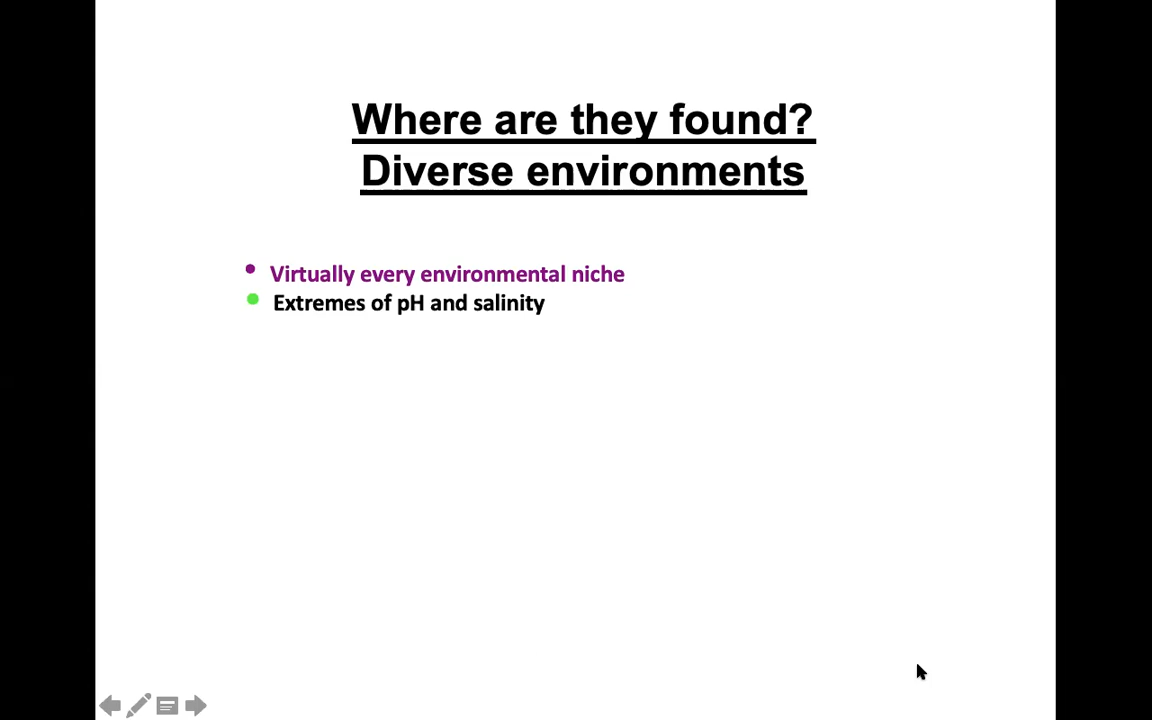 Where are they found?
Diverse environments
• Virtually every environmental niche
• Extremes of pH and salinity